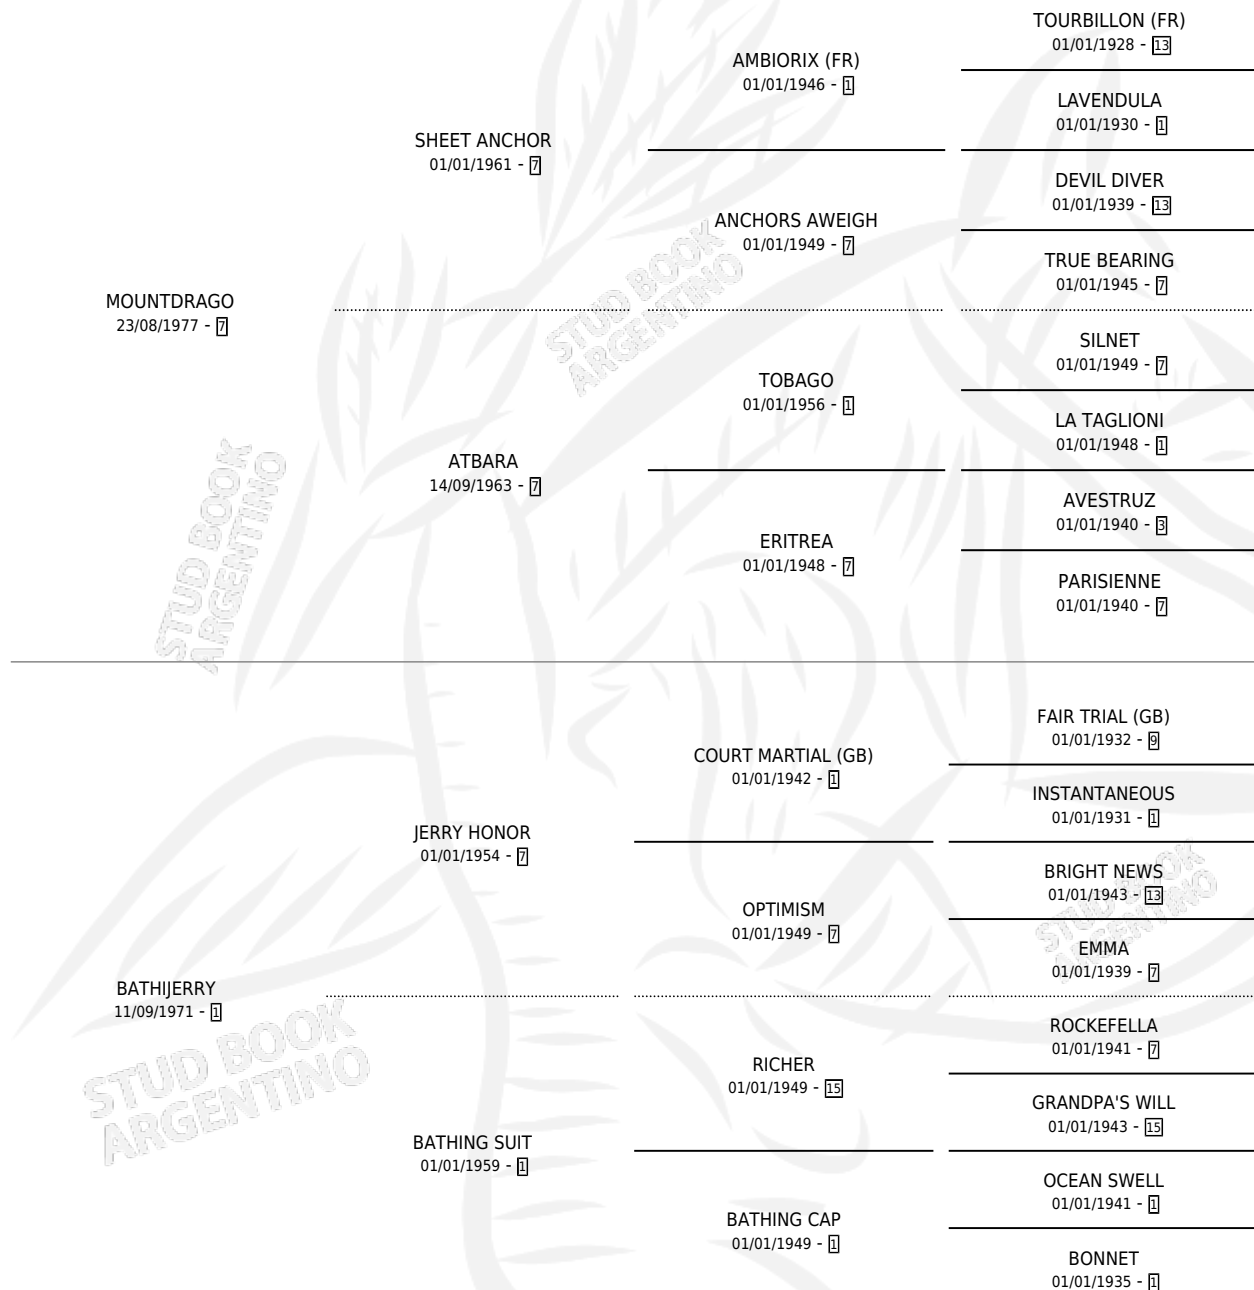 TOURBILLON (FR)
01/01/1928 - 13
AMBIORIX (FR)
01/01/1946 - 1
LAVENDULA
01/01/1930 - 1
SHEET ANCHOR
01/01/1961 - 7
DEVIL DIVER
01/01/1939 - 13
ANCHORS AWEIGH
01/01/1949 - 7
TRUE BEARING
01/01/1945 - 7
MOUNTDRAGO
23/08/1977 - 7
SILNET
01/01/1949 - 7
TOBAGO
01/01/1956 - 1
LA TAGLIONI
01/01/1948 - 1
ATBARA
14/09/1963 - 7
AVESTRUZ
01/01/1940 - 3
ERITREA
01/01/1948 - 7
PARISIENNE
01/01/1940 - 7
FAIR TRIAL (GB)
01/01/1932 - 9
COURT MARTIAL (GB)
01/01/1942 - 1
INSTANTANEOUS
01/01/1931 - 1
JERRY HONOR
01/01/1954 - 7
BRIGHT NEWS
01/01/1943 - 13
OPTIMISM
01/01/1949 - 7
EMMA
01/01/1939 - 7
BATHIJERRY
11/09/1971 - 1
ROCKEFELLA
01/01/1941 - 7
RICHER
01/01/1949 - 15
GRANDPA'S WILL
01/01/1943 - 15
BATHING SUIT
01/01/1959 - 1
OCEAN SWELL
01/01/1941 - 1
BATHING CAP
01/01/1949 - 1
BONNET
01/01/1935 - 1
STUD BOOK
ARGENTINO
STUD BOOK
ARGENTINO
STUD BOOK
ARGENTINO
STUD BOOK
ARGENTINO